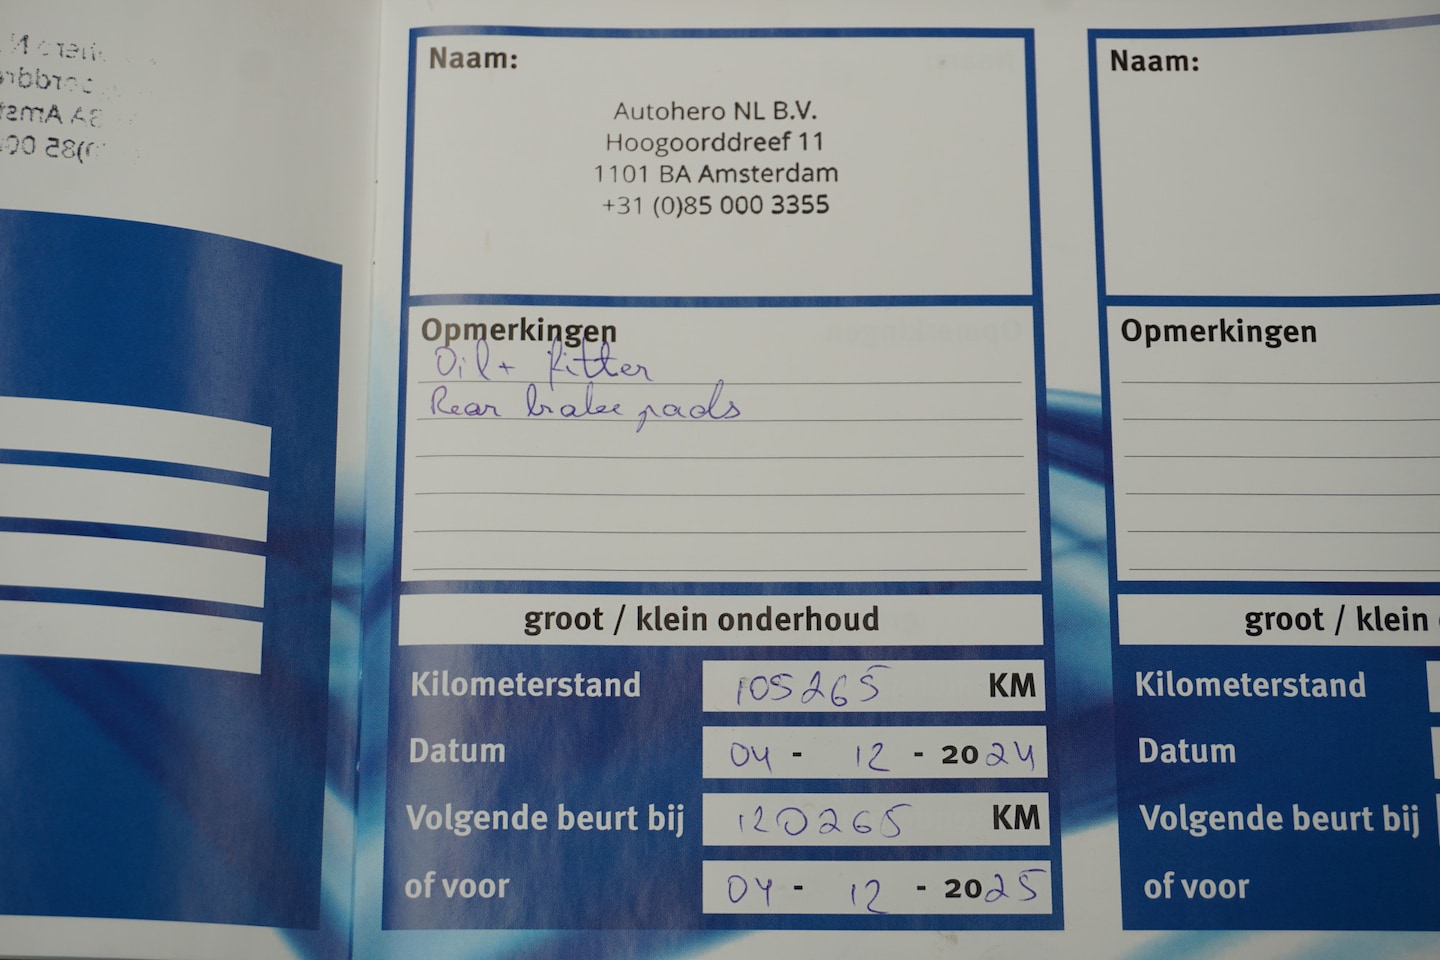 Naam:
Autohero NL B.V.
Hoogoorddreef 11
1101 BA Amsterdam
+31 (0)85 000 3355
Opmerkingen
Oil + filter
Rear brake pads
groot / klein onderhoud
Kilometerstand 105265 KM
Datum 04 - 12 - 2024
Volgende beurt bij 120265 KM
of voor 04 - 12 - 2025
Naam:
Opmerkingen
groot / klein
Kilometerstand
Datum
Volgende beurt bij
of voor